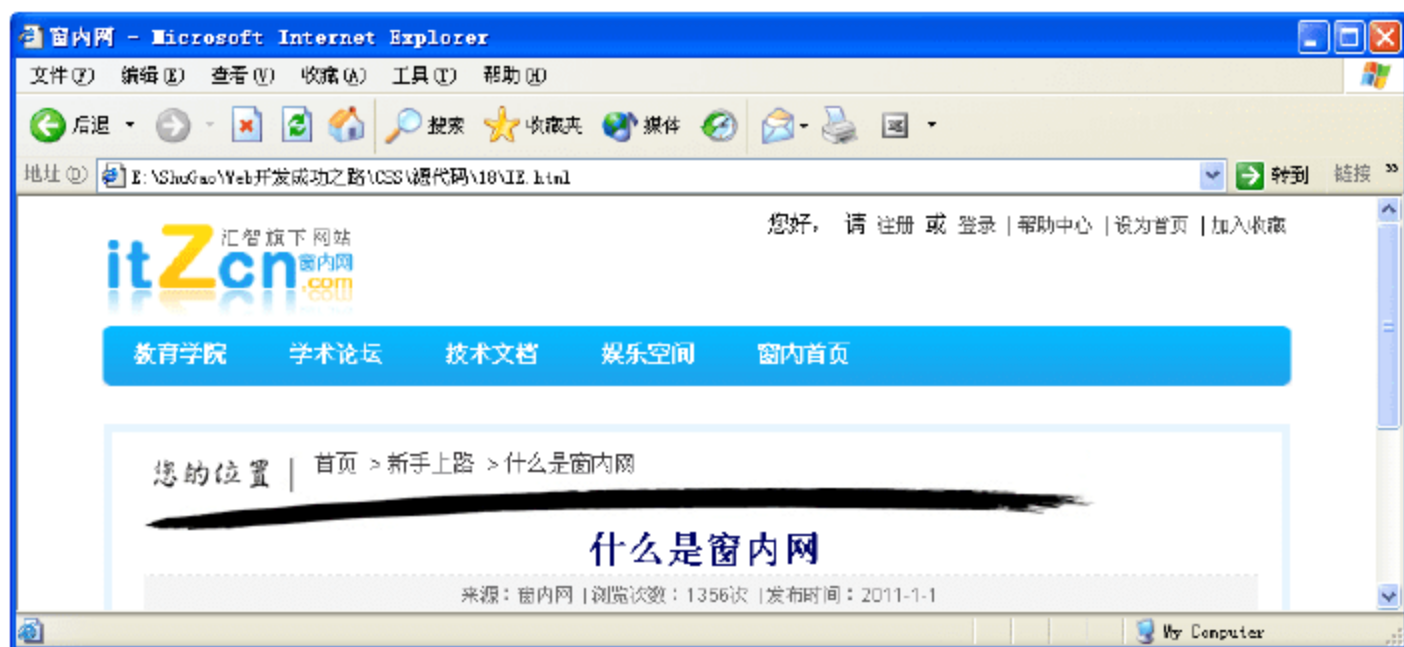 窗内网 - Microsoft Internet Explorer
文件(F) 编辑(E) 查看(V) 收藏(A) 工具(T) 帮助(H)
后退 搜索 收藏夹 媒体
地址(D) E:\ShuGao\Web开发成功之路\CSS\源代码\18\IE.html 转到 链接 »
您好， 请 注册 或 登录 | 帮助中心 | 设为首页 | 加入收藏
汇智旗下网站
itZcn 窗内网
.com
教育学院 学术论坛 技术文档 娱乐空间 窗内首页
您的位置 | 首页 > 新手上路 > 什么是窗内网
什么是窗内网
来源：窗内网 | 浏览次数：1356次 | 发布时间：2011-1-1
My Computer